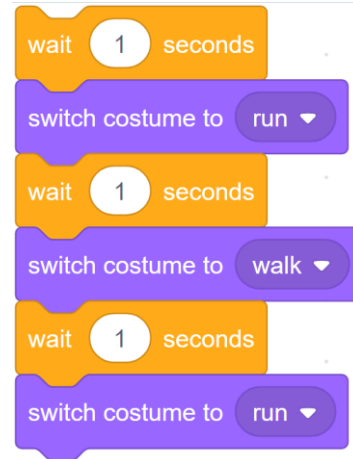 wait 1 seconds
switch costume to run
wait 1 seconds
switch costume to walk
wait 1 seconds
switch costume to run